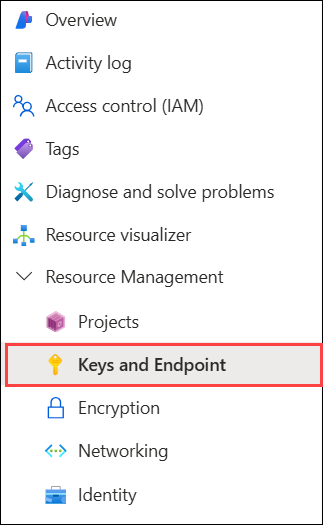 Overview
Activity log
Access control (IAM)
Tags
Diagnose and solve problems
Resource visualizer
Resource Management
Projects
Keys and Endpoint
Encryption
Networking
Identity